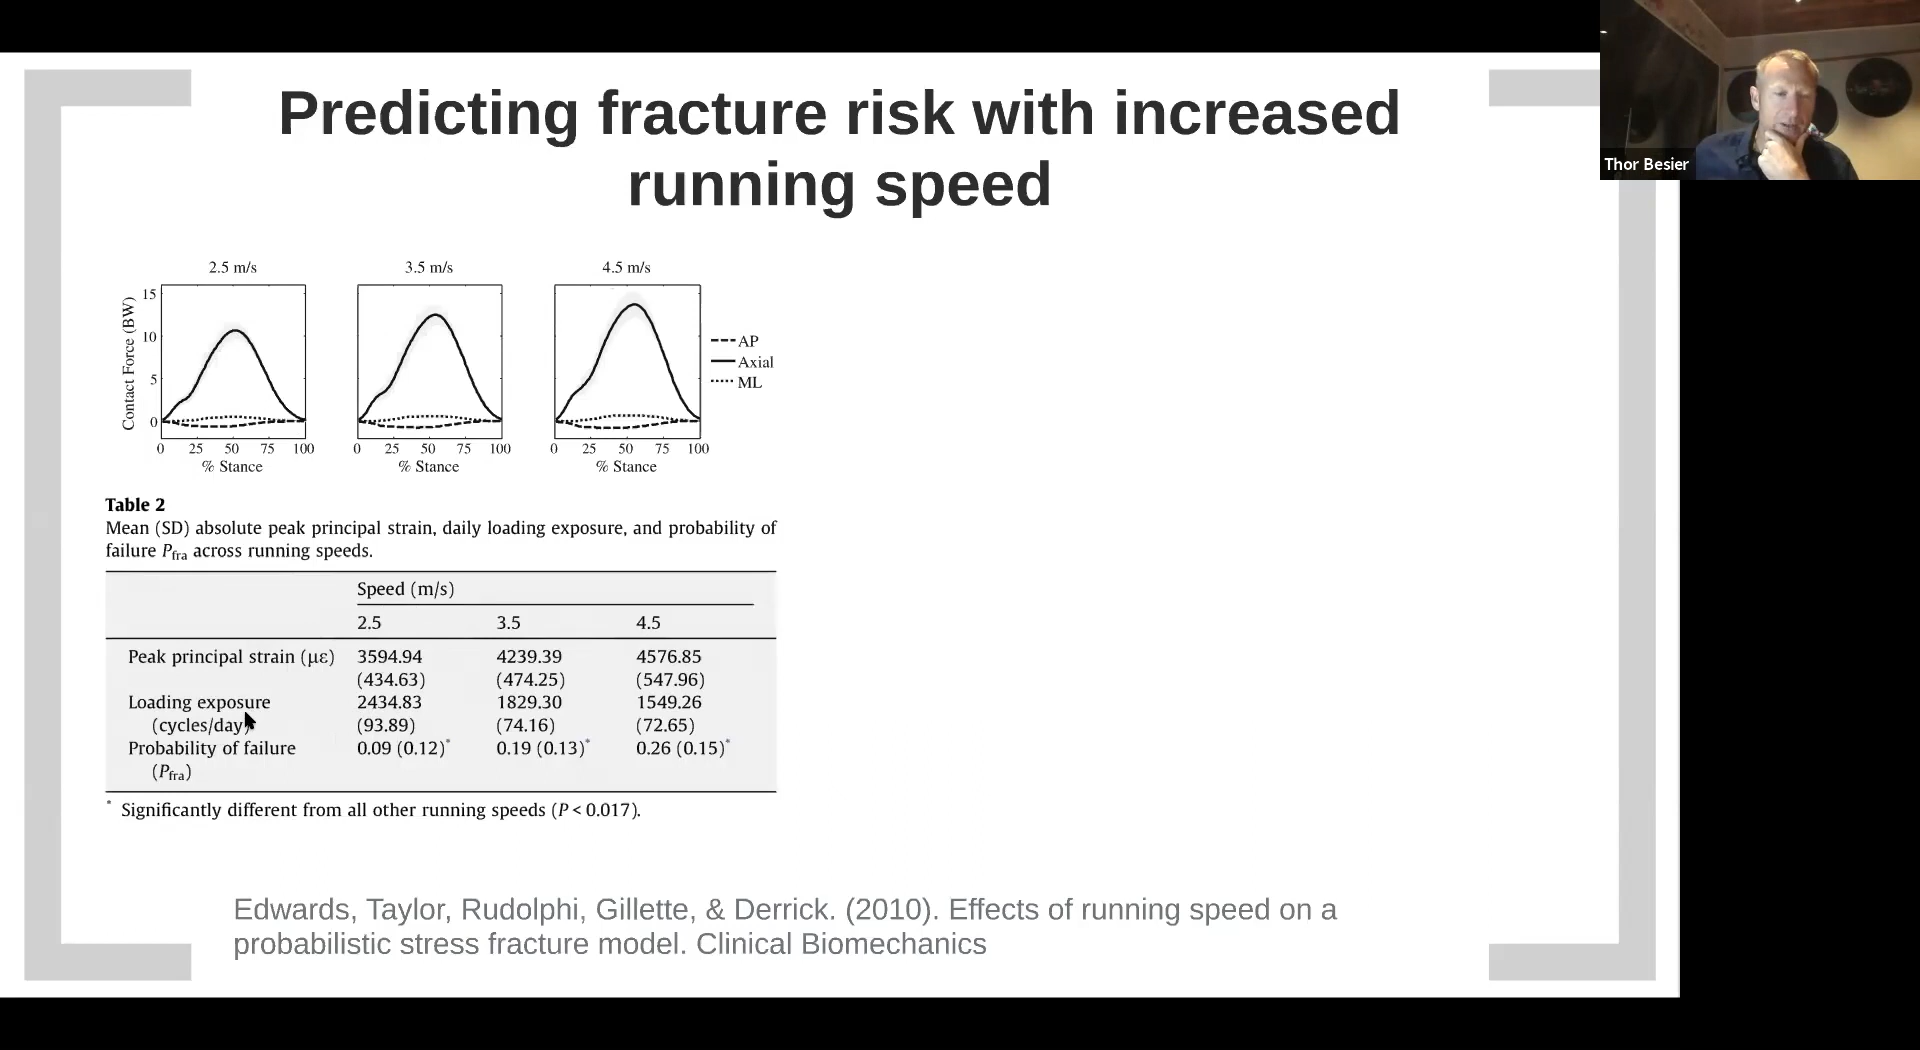 Predicting fracture risk with increased
running speed
Thor Besier
2.5 m/s 3.5 m/s 4.5 m/s
Contact Force (BW)
15
10
5
0
AP
Axial
ML
0 25 50 75 100 0 25 50 75 100 0 25 50 75 100
% Stance % Stance % Stance
Table 2
Mean (SD) absolute peak principal strain, daily loading exposure, and probability of
failure Pfra across running speeds.
Speed (m/s)
2.5 3.5 4.5
Peak principal strain (με) 3594.94 4239.39 4576.85
(434.63) (474.25) (547.96)
Loading exposure 2434.83 1829.30 1549.26
(cycles/day) (93.89) (74.16) (72.65)
Probability of failure 0.09 (0.12)* 0.19 (0.13)* 0.26 (0.15)*
(Pfra)
* Significantly different from all other running speeds (P < 0.017).
Edwards, Taylor, Rudolphi, Gillette, & Derrick. (2010). Effects of running speed on a
probabilistic stress fracture model. Clinical Biomechanics